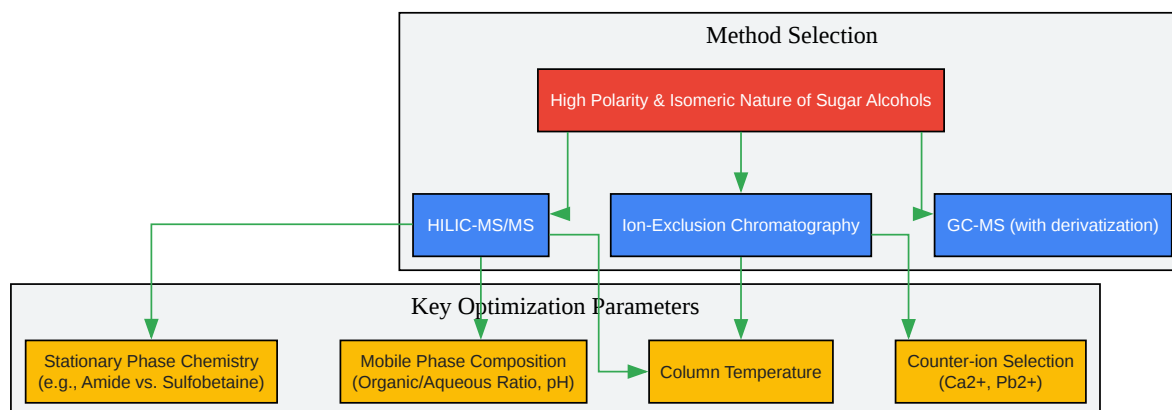 Method Selection
High Polarity & Isomeric Nature of Sugar Alcohols
HILIC-MS/MS
Ion-Exclusion Chromatography
GC-MS (with derivatization)
Key Optimization Parameters
Stationary Phase Chemistry
(e.g., Amide vs. Sulfobetaine)
Mobile Phase Composition
(Organic/Aqueous Ratio, pH)
Column Temperature
Counter-ion Selection
(Ca2+, Pb2+)